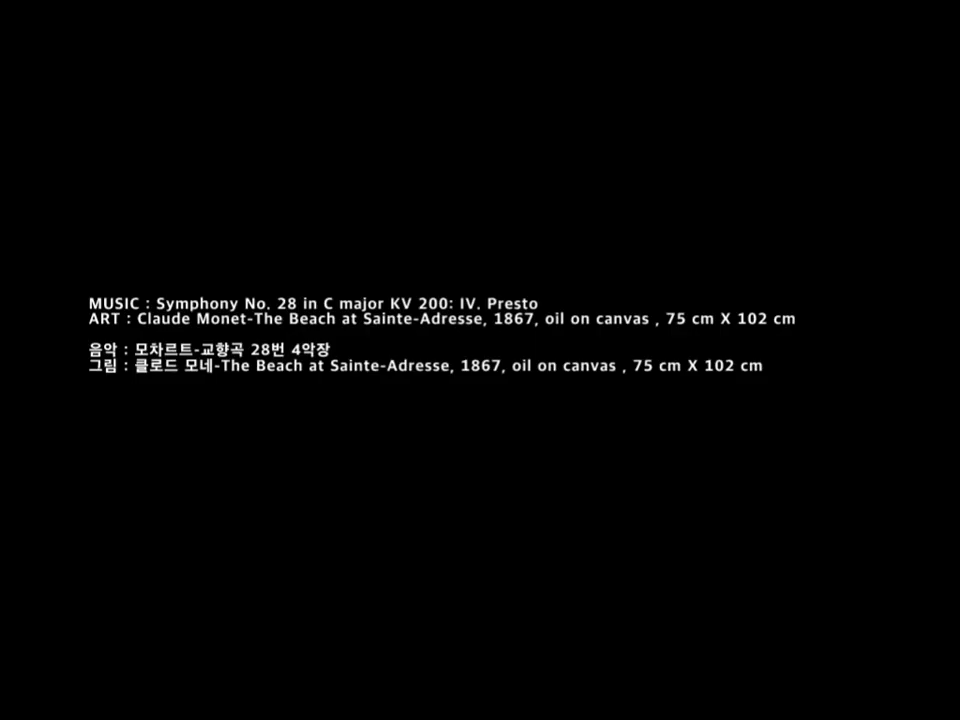 MUSIC : Symphony No. 28 in C major KV 200: IV. Presto
ART : Claude Monet-The Beach at Sainte-Adresse, 1867, oil on canvas , 75 cm X 102 cm
음악 : 모차르트-교향곡 28번 4악장
그림 : 클로드 모네-The Beach at Sainte-Adresse, 1867, oil on canvas , 75 cm X 102 cm